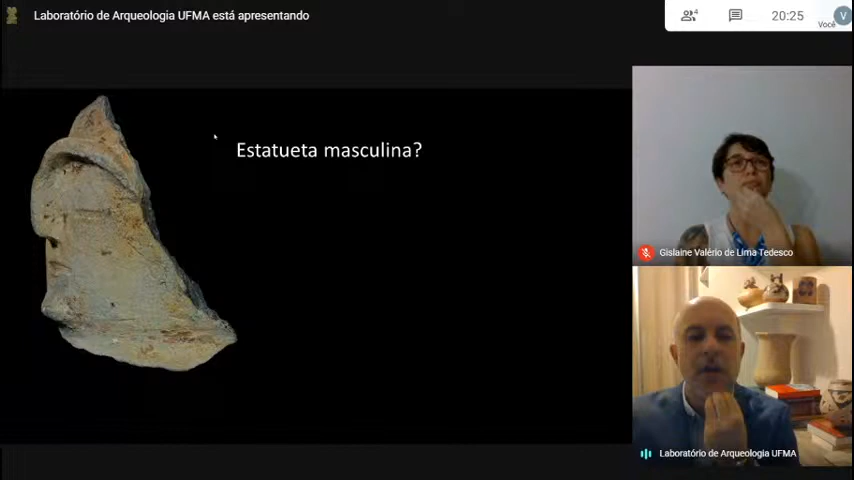 Laboratório de Arqueologia UFMA está apresentando
4
20:25
Você
V
Estatueta masculina?
Gislaine Valério de Lima Tedesco
Laboratório de Arqueologia UFMA